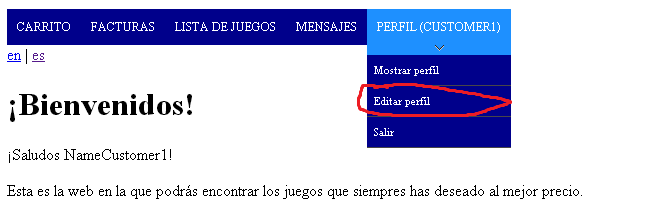 CARRITO FACTURAS LISTA DE JUEGOS MENSAJES PERFIL (CUSTOMER1)
en | es
Mostrar perfil
Editar perfil
Salir
¡Bienvenidos!
¡Saludos NameCustomer1!
Esta es la web en la que podrás encontrar los juegos que siempres has deseado al mejor precio.